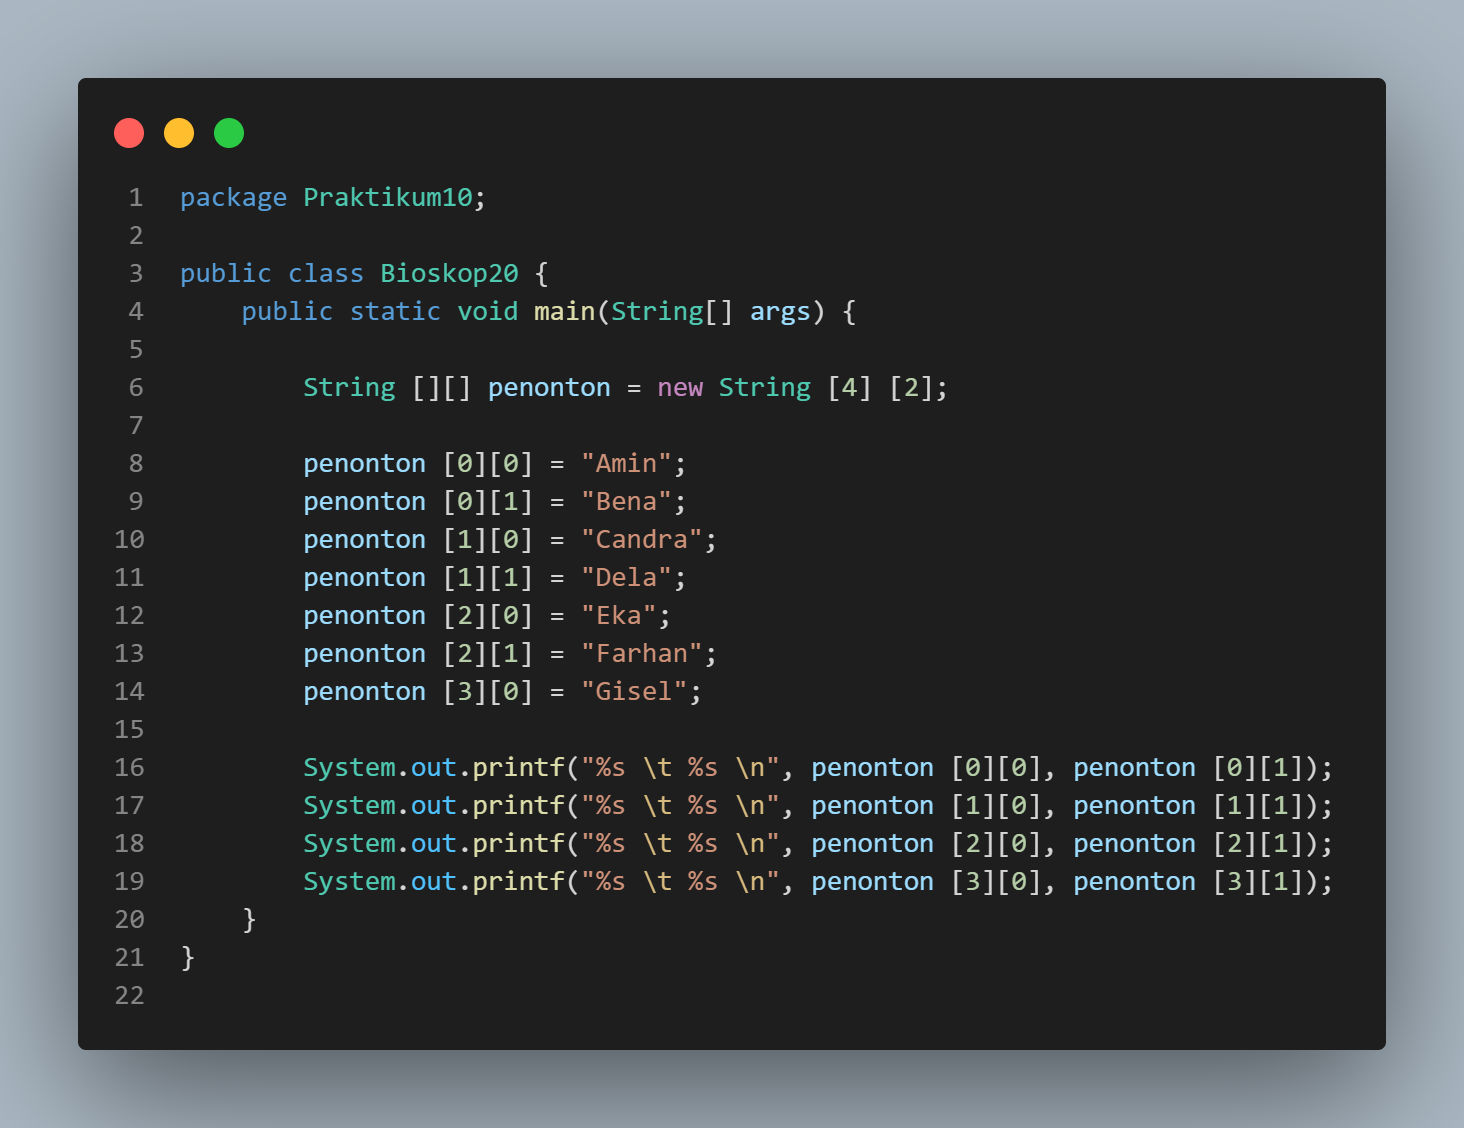 1 package Praktikum10;
2
3 public class Bioskop20 {
4     public static void main(String[] args) {
5
6         String [][] penonton = new String [4] [2];
7
8         penonton [0][0] = "Amin";
9         penonton [0][1] = "Bena";
10         penonton [1][0] = "Candra";
11         penonton [1][1] = "Dela";
12         penonton [2][0] = "Eka";
13         penonton [2][1] = "Farhan";
14         penonton [3][0] = "Gisel";
15
16         System.out.printf("%s \t %s \n", penonton [0][0], penonton [0][1]);
17         System.out.printf("%s \t %s \n", penonton [1][0], penonton [1][1]);
18         System.out.printf("%s \t %s \n", penonton [2][0], penonton [2][1]);
19         System.out.printf("%s \t %s \n", penonton [3][0], penonton [3][1]);
20     }
21 }
22